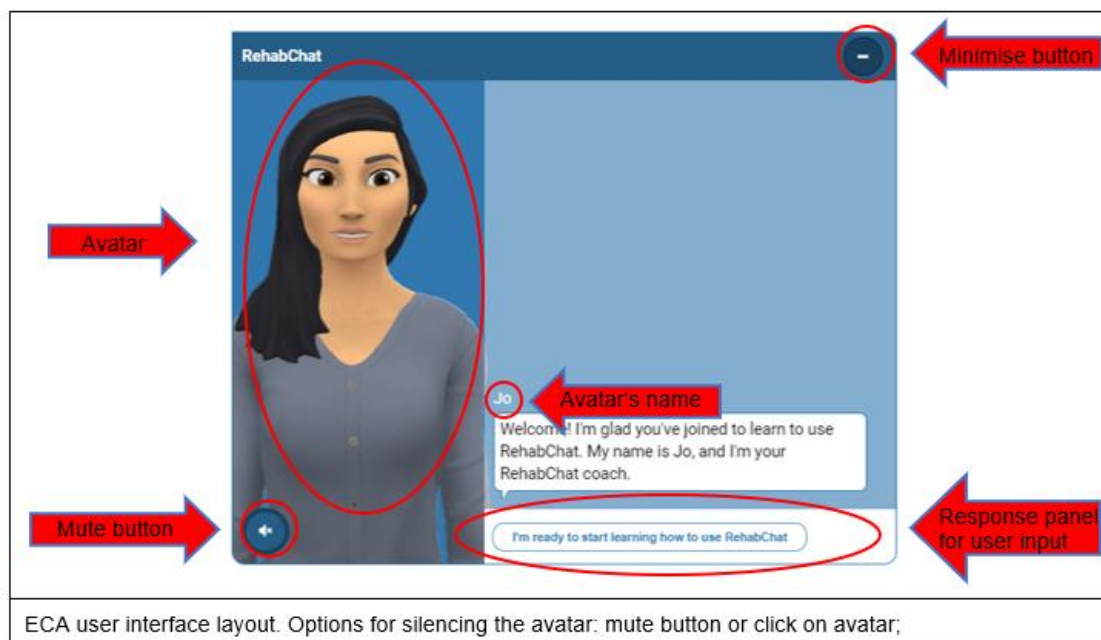 RehabChat
Minimise button
Avatar
Jo
Avatar's name
Welcome! I'm glad you've joined to learn to use
RehabChat. My name is Jo, and I'm your
RehabChat coach.
Mute button
I'm ready to start learning how to use RehabChat
Response panel
for user input
ECA user interface layout. Options for silencing the avatar: mute button or click on avatar;